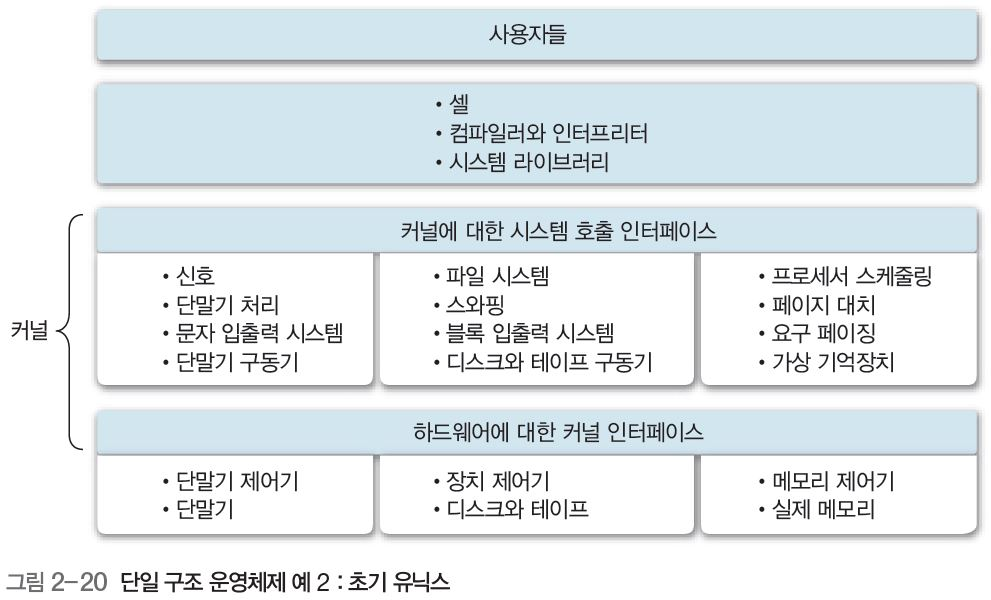 사용자들
• 셸
• 컴파일러와 인터프리터
• 시스템 라이브러리
커널
커널에 대한 시스템 호출 인터페이스
• 신호
• 단말기 처리
• 문자 입출력 시스템
• 단말기 구동기
• 파일 시스템
• 스와핑
• 블록 입출력 시스템
• 디스크와 테이프 구동기
• 프로세서 스케줄링
• 페이지 대치
• 요구 페이징
• 가상 기억장치
하드웨어에 대한 커널 인터페이스
• 단말기 제어기
• 단말기
• 장치 제어기
• 디스크와 테이프
• 메모리 제어기
• 실제 메모리
그림 2-20 단일 구조 운영체제 예 2 : 초기 유닉스